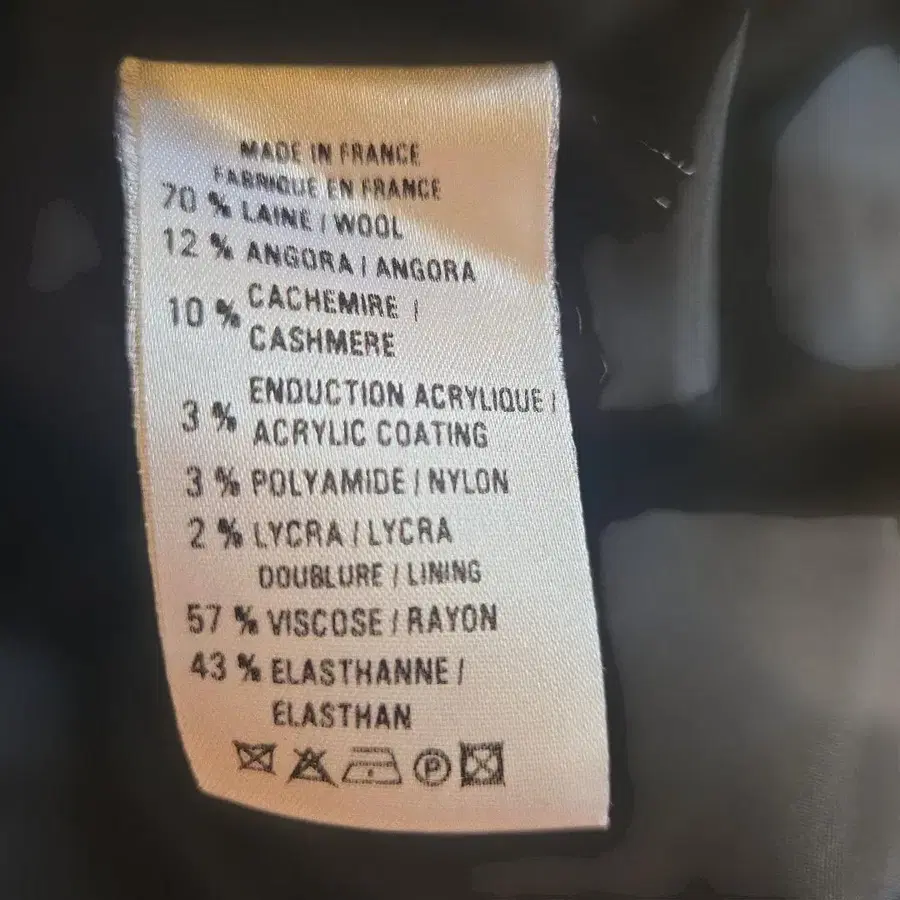 MADE IN FRANCE
FABRIQUE EN FRANCE
70 % LAINE / WOOL
12 % ANGORA / ANGORA
10 % CACHEMIRE /
CASHMERE
3 % ENDUCTION ACRYLIQUE /
ACRYLIC COATING
3 % POLYAMIDE / NYLON
2 % LYCRA / LYCRA
DOUBLURE / LINING
57 % VISCOSE / RAYON
43 % ELASTHANNE /
ELASTHAN
P